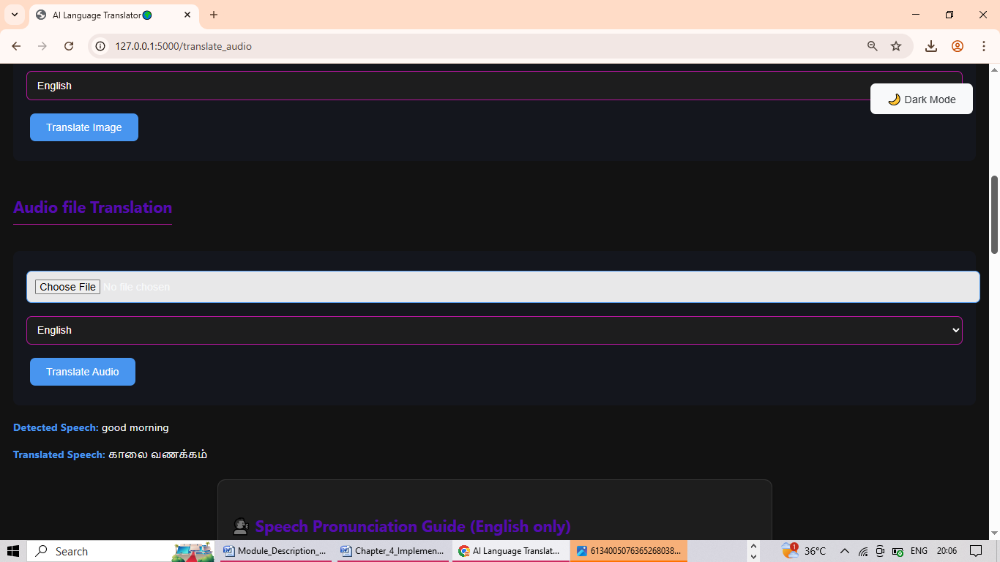 AI Language Translator
127.0.0.1:5000/translate_audio
English
Dark Mode
Translate Image
Audio file Translation
Choose File No file chosen
English
Translate Audio
Detected Speech: good morning
Translated Speech: காலை வணக்கம்
Speech Pronunciation Guide (English only)
Search
Module_Description_...
Chapter_4_Implemen...
AI Language Translat...
6134005076365268038...
1
36°C
ENG
20:06